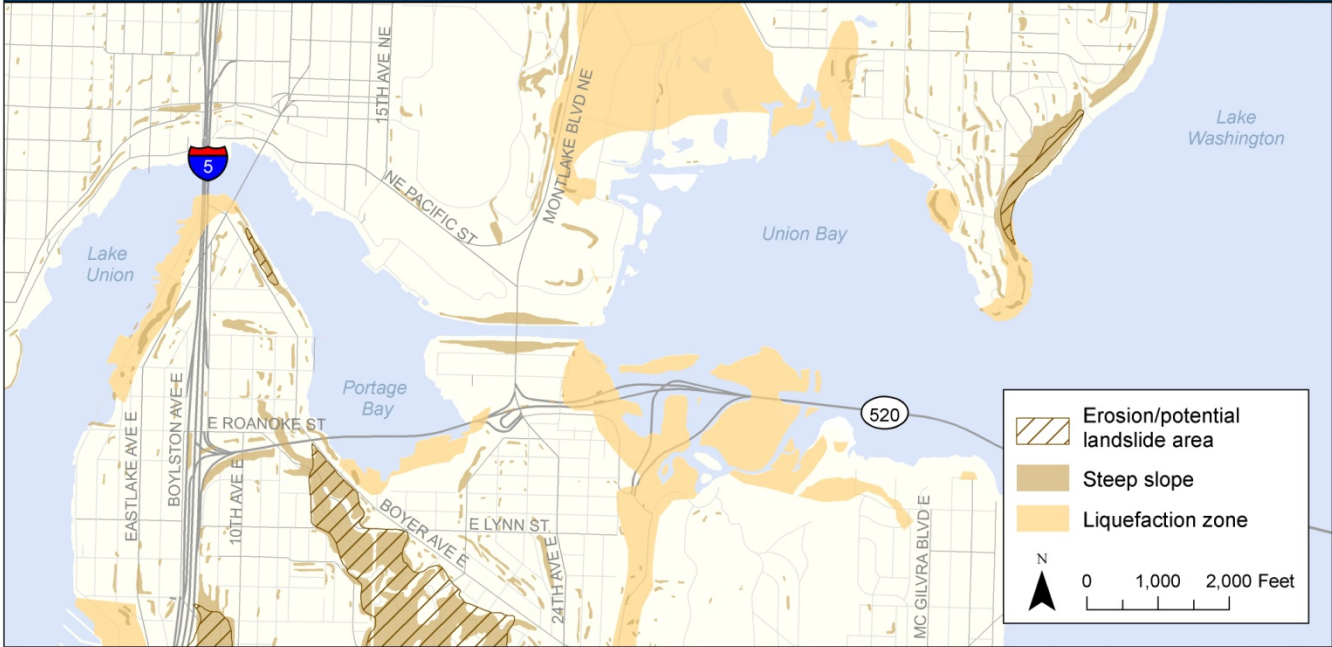 15TH AVE NE
MONTLAKE BLVD NE
Lake
Washington
5
NE PACIFIC ST
Lake
Union
Union Bay
Portage
Bay
520
E ROANOKE ST
EASTLAKE AVE E
BOYLSTON AVE E
10TH AVE E
BOYER AVE E
E LYNN ST
24TH AVE E
MC GILVRA BLVD E
Erosion/potential
landslide area
Steep slope
Liquefaction zone
N
0 1,000 2,000 Feet